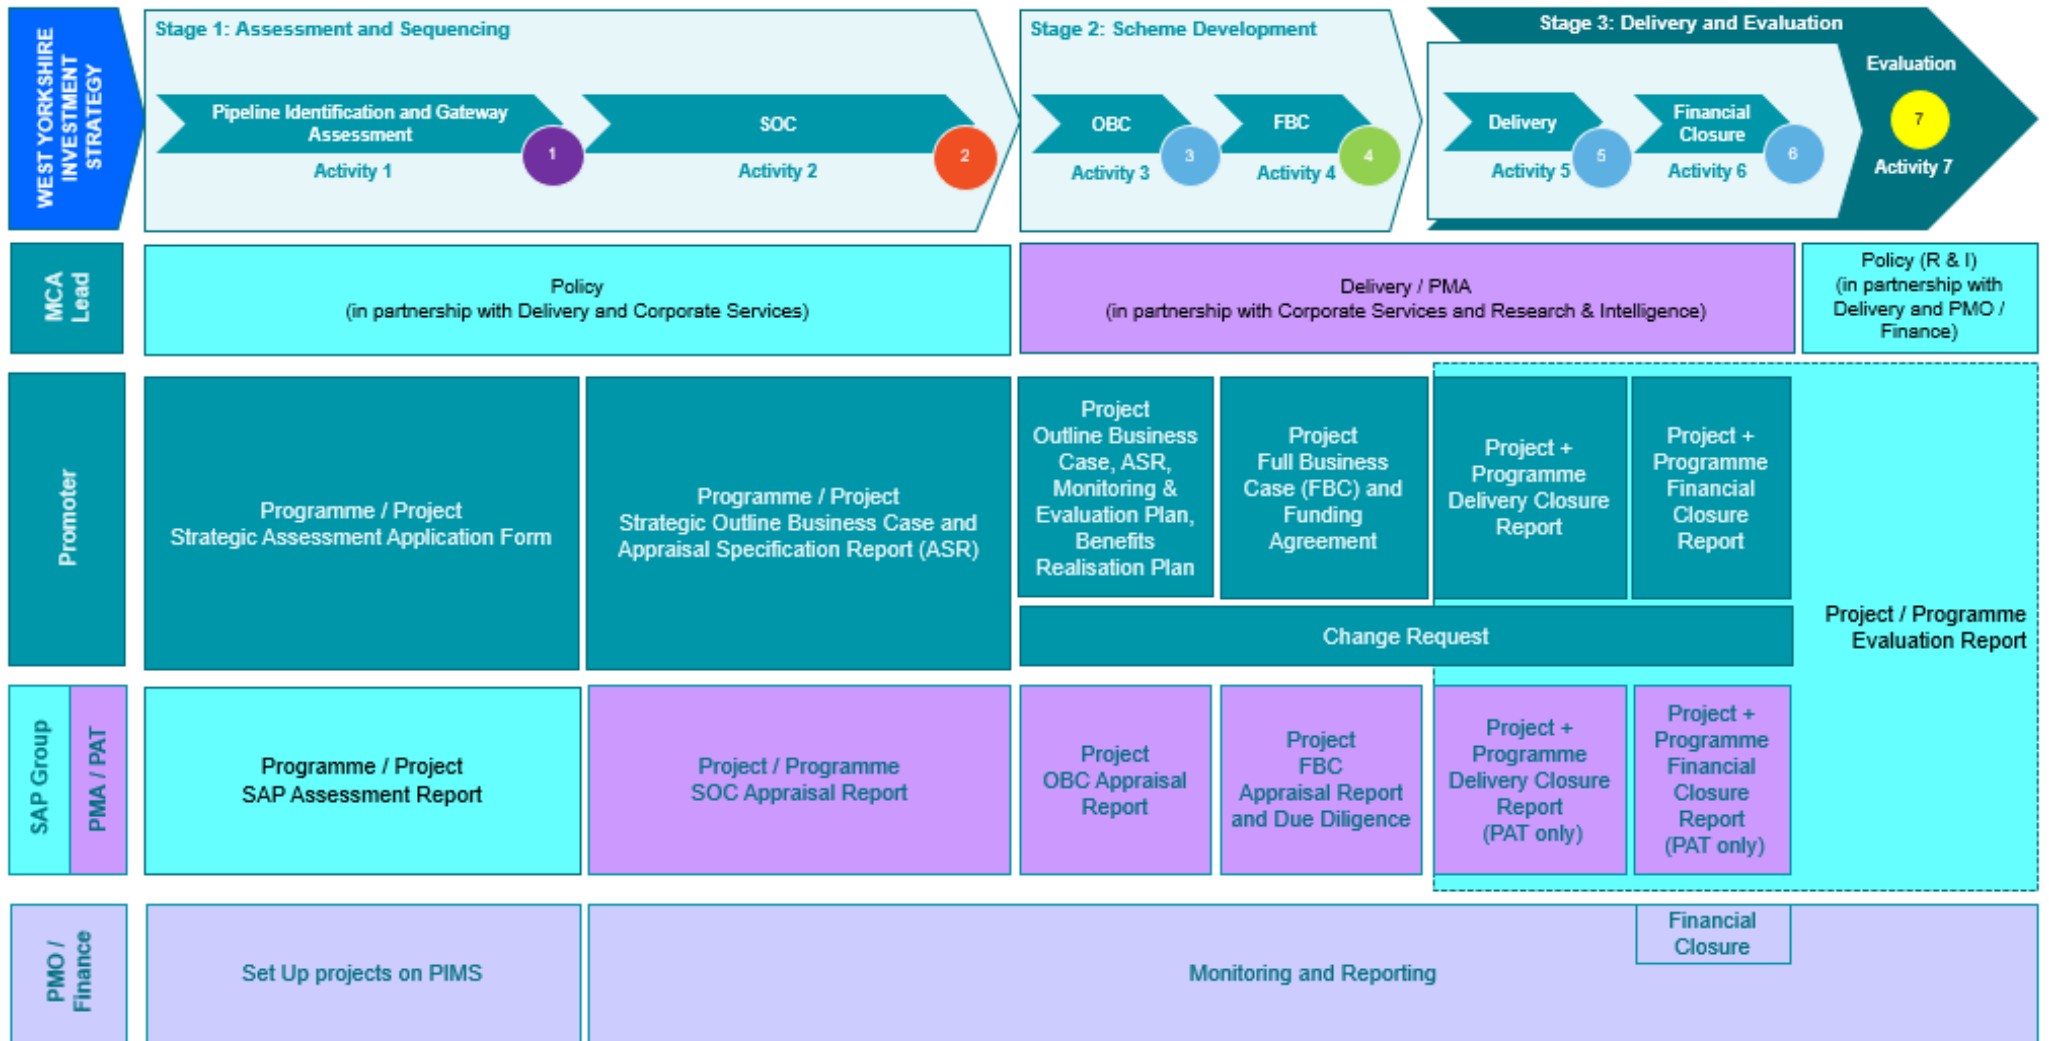 WEST YORKSHIRE
INVESTMENT
STRATEGY
Stage 1: Assessment and Sequencing
Pipeline Identification and Gateway
Assessment
1
Activity 1
SOC
2
Activity 2
Stage 2: Scheme Development
OBC
3
Activity 3
FBC
4
Activity 4
Stage 3: Delivery and Evaluation
Delivery
5
Activity 5
Financial
Closure
6
Activity 6
Evaluation
7
Activity 7
MCA
Lead
Policy
(in partnership with Delivery and Corporate Services)
Delivery / PMA
(in partnership with Corporate Services and Research & Intelligence)
Policy (R & I)
(in partnership with
Delivery and PMO /
Finance)
Promoter
Programme / Project
Strategic Assessment Application Form
Programme / Project
Strategic Outline Business Case and
Appraisal Specification Report (ASR)
Project
Outline Business
Case, ASR,
Monitoring &
Evaluation Plan,
Benefits
Realisation Plan
Project
Full Business
Case (FBC) and
Funding
Agreement
Project +
Programme
Delivery Closure
Report
Project +
Programme
Financial
Closure
Report
Change Request
Project / Programme
Evaluation Report
SAP Group
PMA / PAT
Programme / Project
SAP Assessment Report
Project / Programme
SOC Appraisal Report
Project
OBC Appraisal
Report
Project
FBC
Appraisal Report
and Due Diligence
Project +
Programme
Delivery Closure
Report
(PAT only)
Project +
Programme
Financial
Closure
Report
(PAT only)
PMO /
Finance
Set Up projects on PIMS
Monitoring and Reporting
Financial
Closure